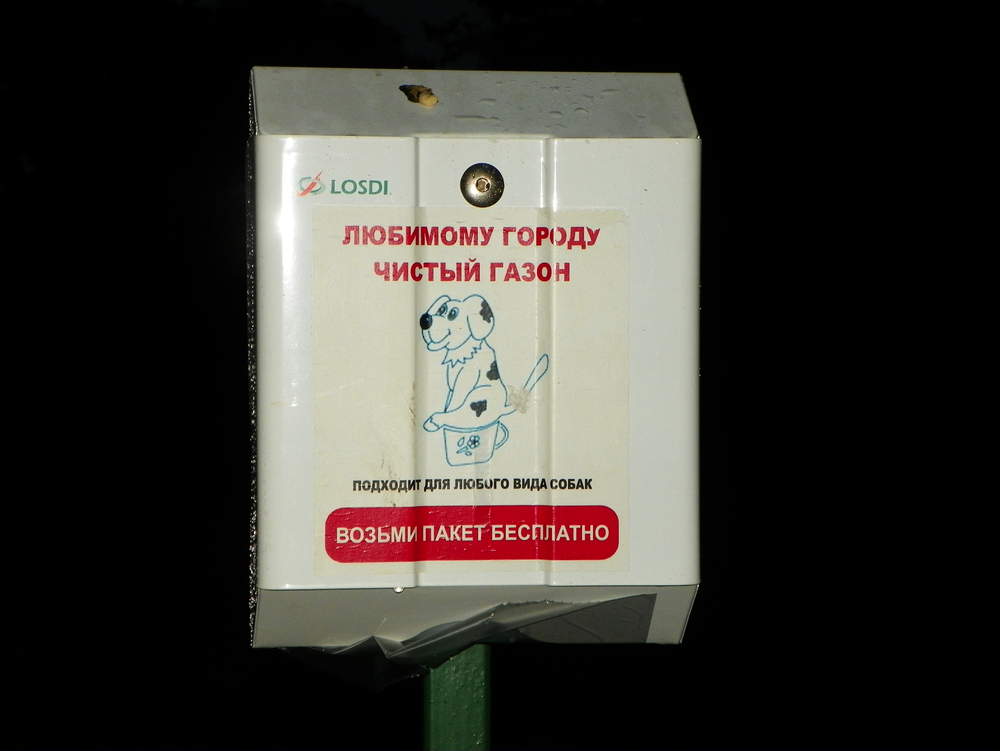 LOSDI
ЛЮБИМОМУ ГОРОДУ
ЧИСТЫЙ ГАЗОН
ПОДХОДИТ ДЛЯ ЛЮБОГО ВИДА СОБАК
ВОЗЬМИ ПАКЕТ БЕСПЛАТНО